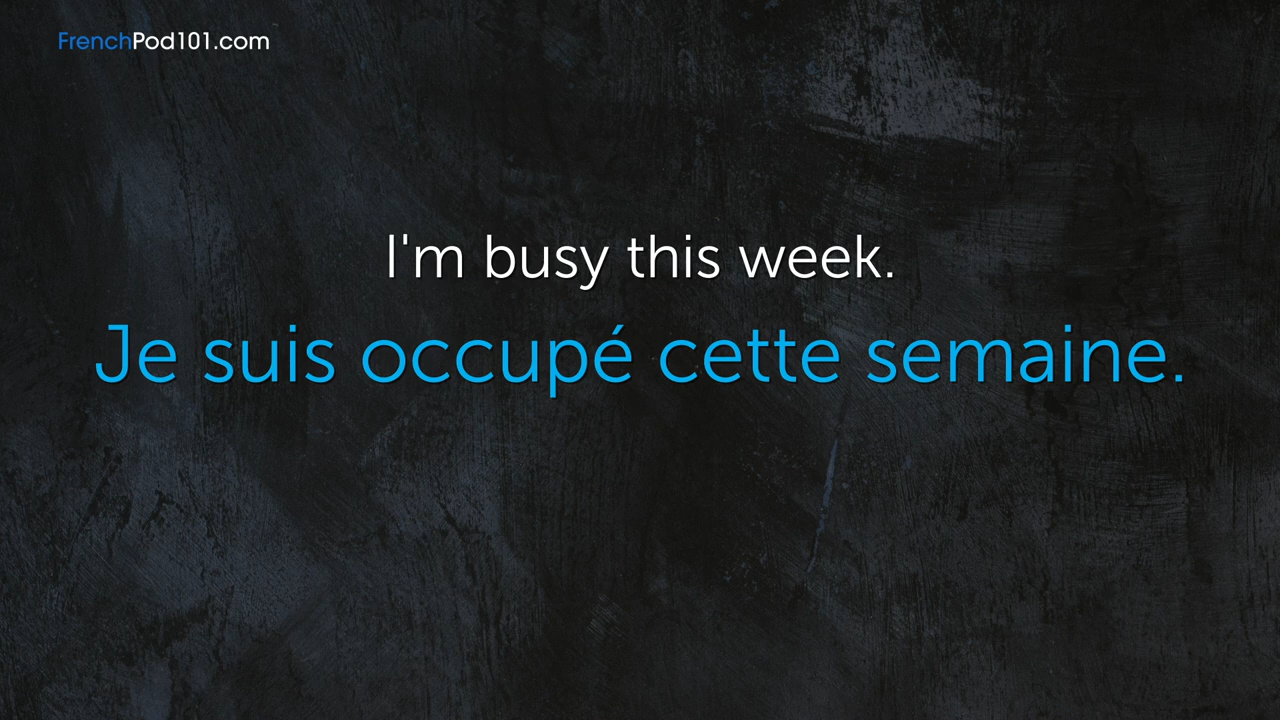 FrenchPod101.com
I'm busy this week.
Je suis occupé cette semaine.